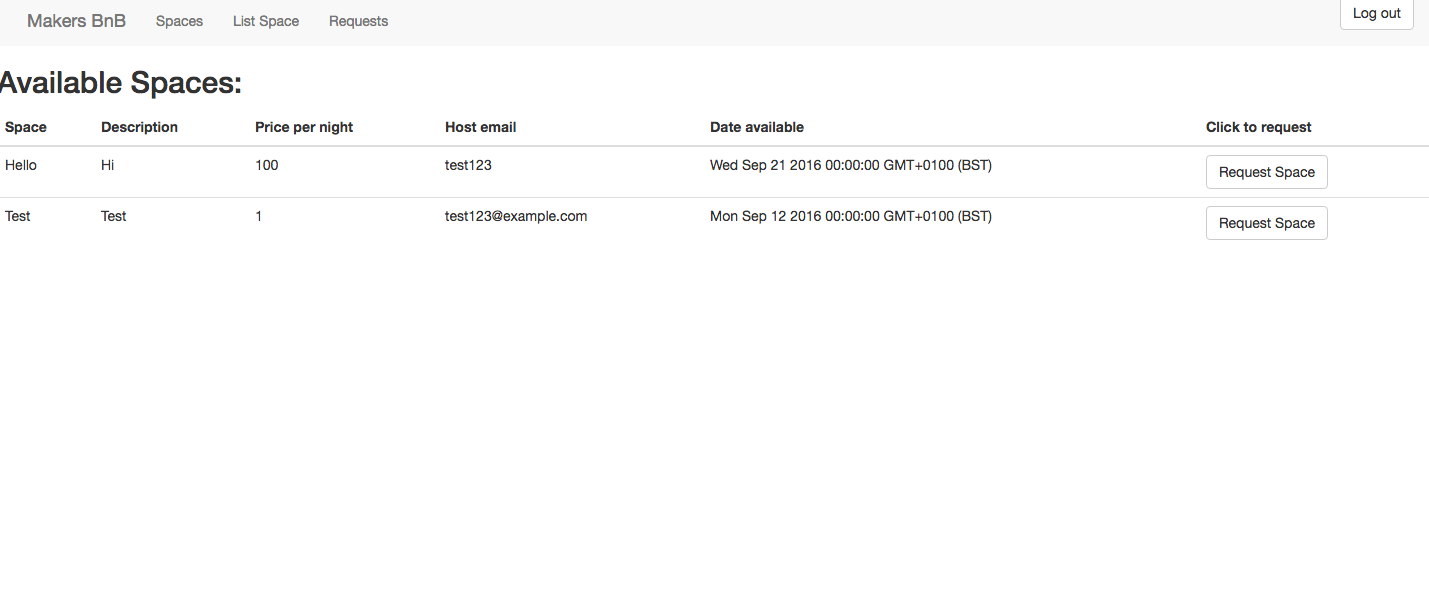 Makers BnB Spaces List Space Requests Log out
Available Spaces:
Space Description Price per night Host email Date available Click to request
Hello Hi 100 test123 Wed Sep 21 2016 00:00:00 GMT+0100 (BST) Request Space
Test Test 1 test123@example.com Mon Sep 12 2016 00:00:00 GMT+0100 (BST) Request Space